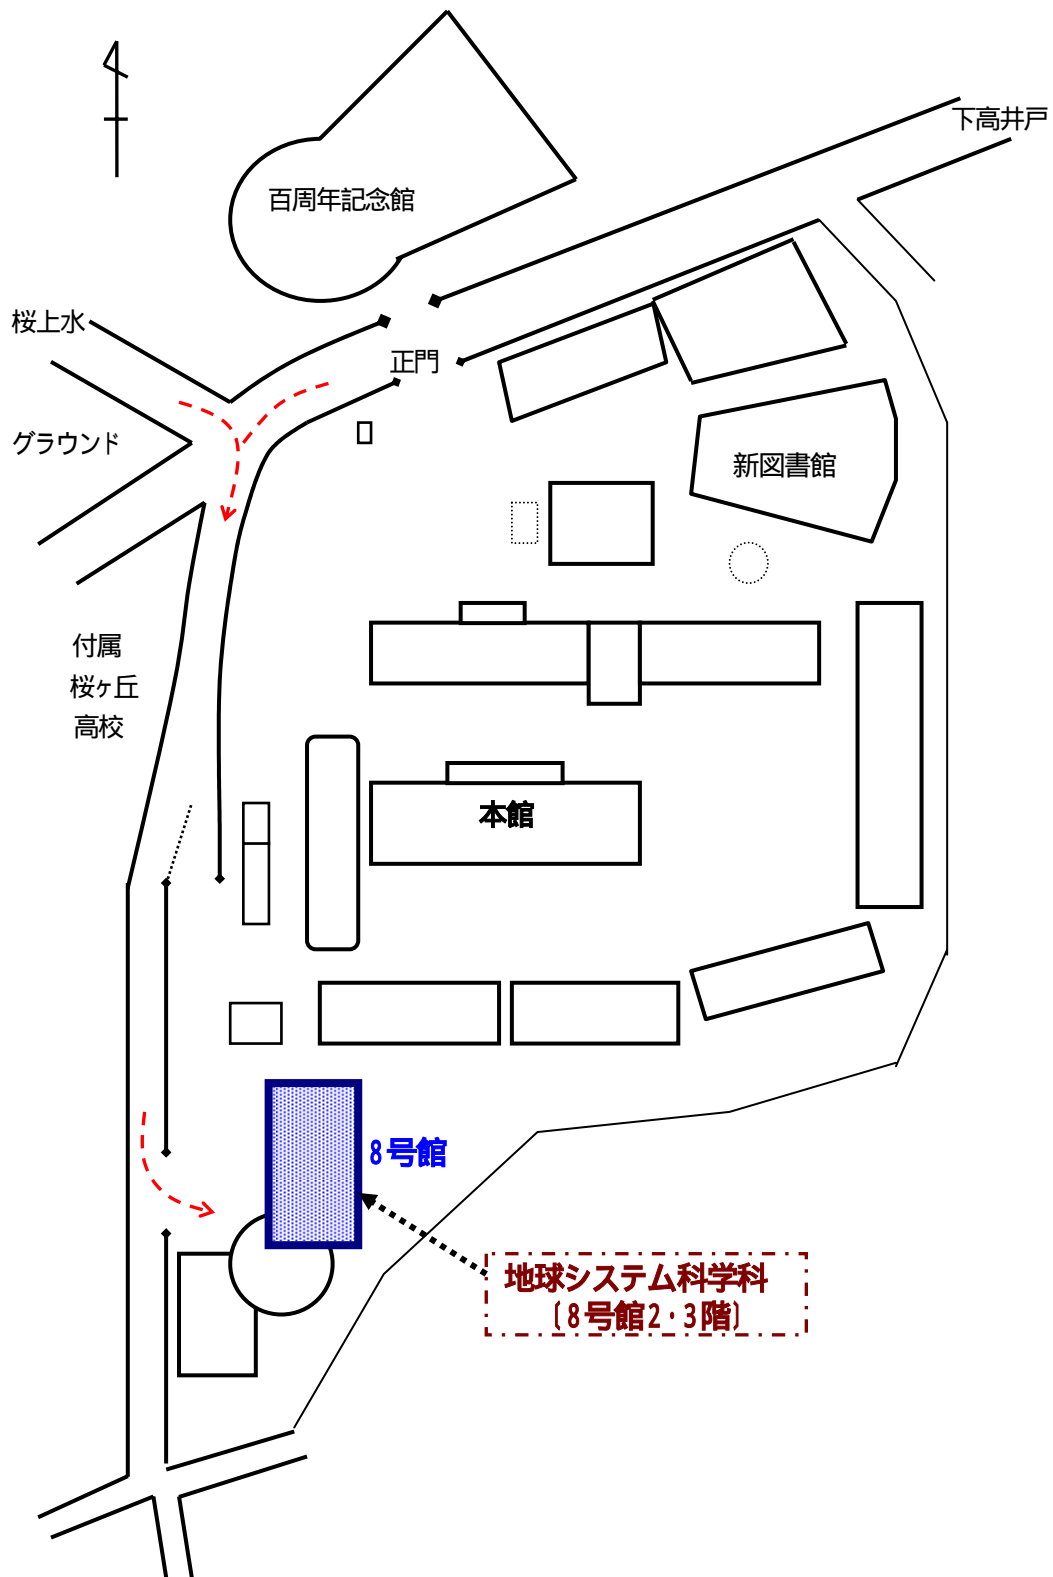 下高井戸
百周年記念館
桜上水
正門
グラウンド
新図書館
付属
桜ヶ丘
高校
本館
8号館
地球システム科学科
〔8号館2・3階〕